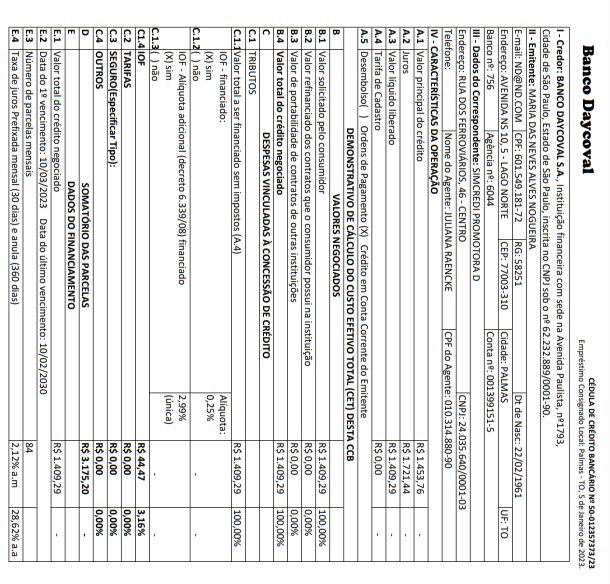 Banco Daycoval
CÉDULA DE CRÉDITO BANCÁRIO Nº 50-012357373/23
Empréstimo Consignado Local: Palmas - TO, 5 de Janeiro de 2023.
I - Credor: BANCO DAYCOVAL S.A. Instituição financeira com sede na Avenida Paulista, nº1793,
Cidade de São Paulo, Estado de São Paulo, inscrita no CNPJ sob o nº 62.232.889/0001-90.
II - Emitente: MARIA DAS NEVES ALVES NOGUEIRA
E-mail: NID@NID.COM CPF: 601.549.181-72 RG: 58251 Dt: de Nasc: 22/02/1961
Endereço: AVENIDA NS 10, 5 - LAGO NORTE CEP: 77003-310 Cidade: PALMAS UF: TO
Banco nº: 756 Agência nº: 6044 Conta nº: 001399151-5
III - Dados do Correspondente: SIMCREDI PROMOTORA D
Endereço: RUA DOS FERROVIARIOS, 46 - CENTRO CNPJ: 24.035.640/0001-03
Telefone: Nome do Agente: JULIANA RAENCKE CPF do Agente: 010.314.880-90
IV - CARACTERÍSTICAS DA OPERAÇÃO
A.1 Valor principal do crédito R$ 1.453,76
A.2 Juros R$ 1.721,44
A.3 Valor líquido liberado R$ 1.409,29
A.4 Tarifa de Cadastro R$ 0,00
A.5 Desembolso( ) Ordens de Pagamento (X) Crédito em Conta Corrente do Emitente
DEMONSTRATIVO DE CÁLCULO DO CUSTO EFETIVO TOTAL (CET) DESTA CCB
B VALORES NEGOCIADOS
B.1 Valor solicitado pelo consumidor R$ 1.409,29 100,00%
B.2 Valor refinanciado dos contratos que o consumidor possui na instituição R$ 0,00 -
B.3 Valor de portabilidade de contratos de outras instituições R$ 0,00 -
B.4 Valor total do crédito negociado R$ 1.409,29 100,00%
C DESPESAS VINCULADAS À CONCESSÃO DE CRÉDITO
C.1 TRIBUTOS
C.1.1 Valor total a ser financiado sem impostos (A.4) R$ 1.409,29 100,00%
C.1.2 IOF - financiado: Alíquota:
(X) sim 0,25% - -
( ) não
C.1.3 IOF - Alíquota adicional (decreto 6.339/08) financiado 2,99%
(X) sim (única) - -
( ) não
C.1.4 IOF R$ 44,47 3,16%
C.2 TARIFAS R$ 0,00 0,00%
C.3 SEGURO(Especificar Tipo): R$ 0,00 0,00%
C.4 OUTROS R$ 0,00 0,00%
D SOMATÓRIO DAS PARCELAS R$ 3.175,20
E DADOS DO FINANCIAMENTO
E.1 Valor total do crédito negociado R$ 1.409,29 -
E.2 Data do 1º vencimento: 10/03/2023 Data do último vencimento: 10/02/2030
E.3 Número de parcelas mensais 84
E.4 Taxa de juros Prefixada mensal (30 dias) e anula (360 dias) 2,12% a.m 28,62% a.a